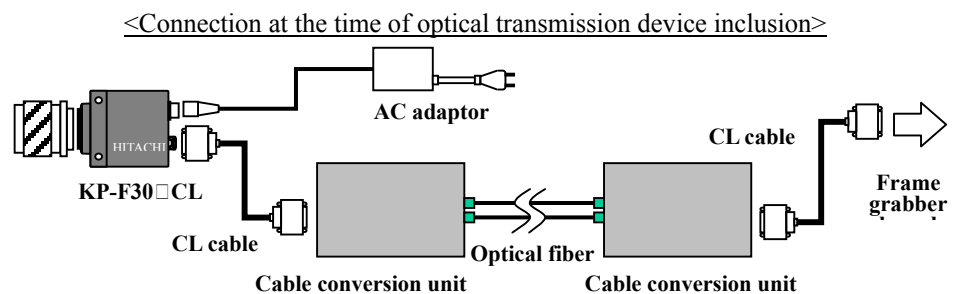 <Connection at the time of optical transmission device inclusion>
AC adaptor
CL cable
HITACHI
KP-F30□CL
Frame
grabber
CL cable
Optical fiber
Cable conversion unit
Cable conversion unit